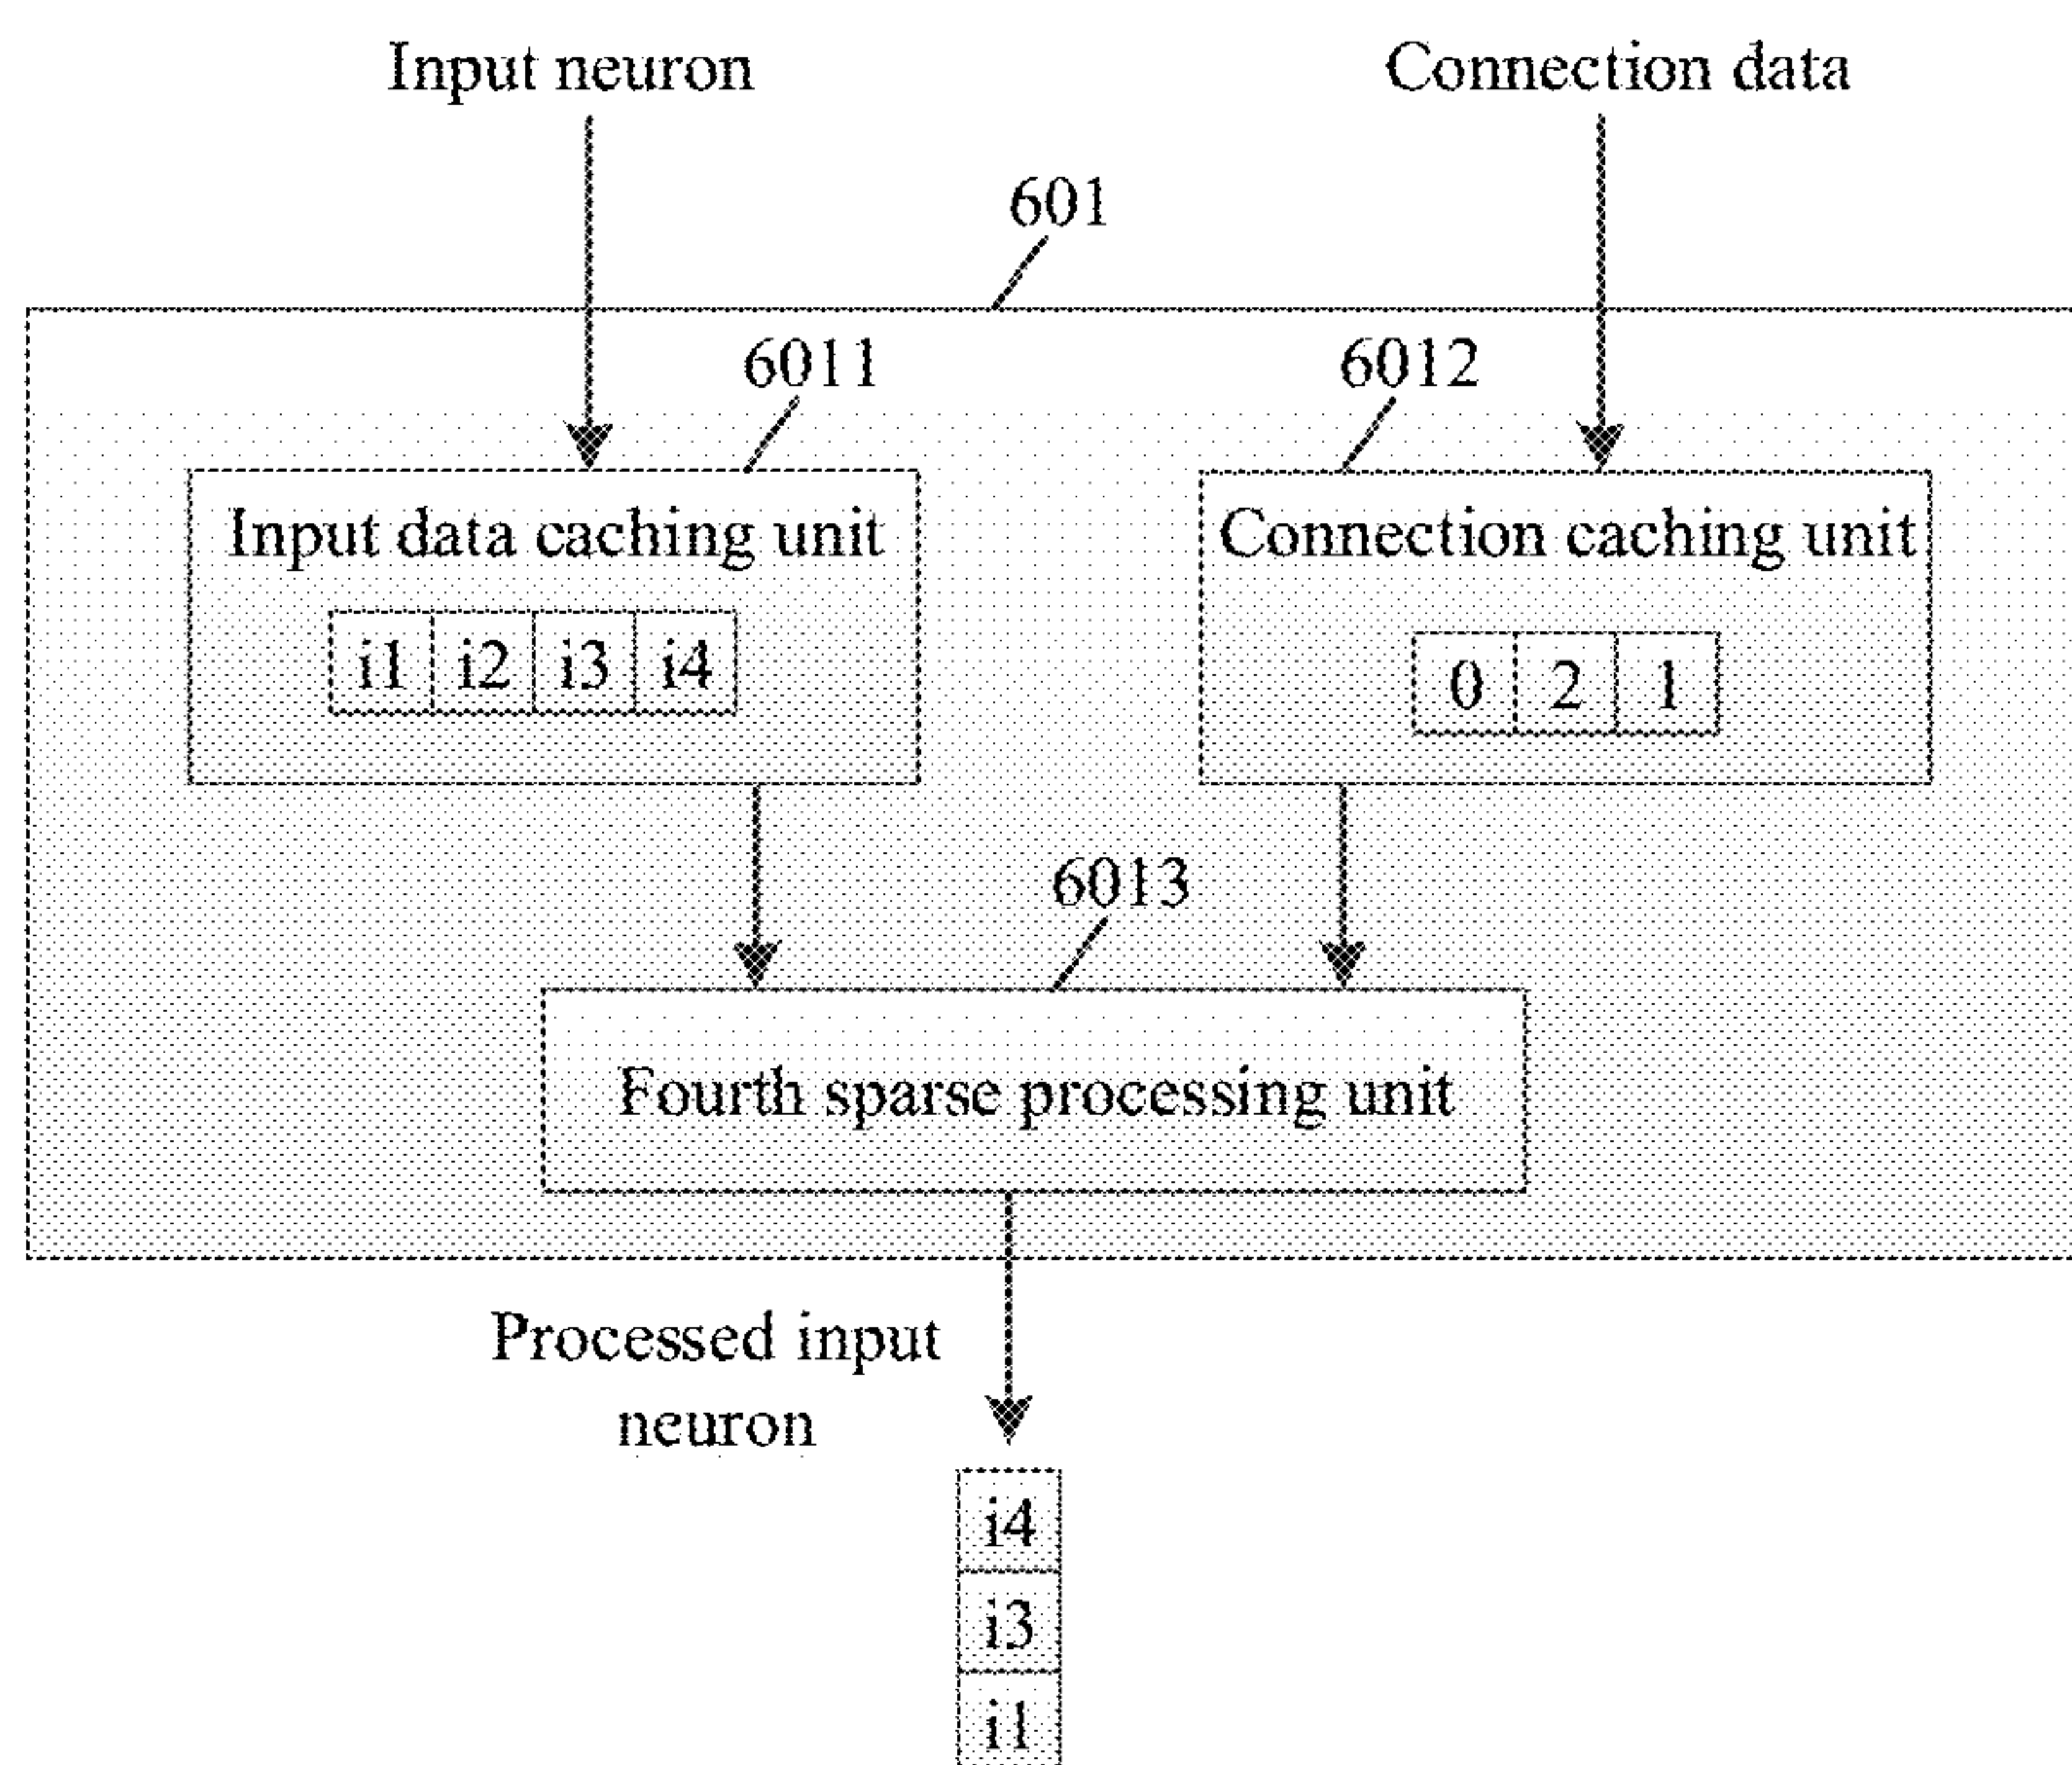 Input neuron
Connection data
601
6011
6012
Input data caching unit
Connection caching unit
i1 i2 i3 i4
0 2 1
6013
Fourth sparse processing unit
Processed input
neuron
i4
i3
i1